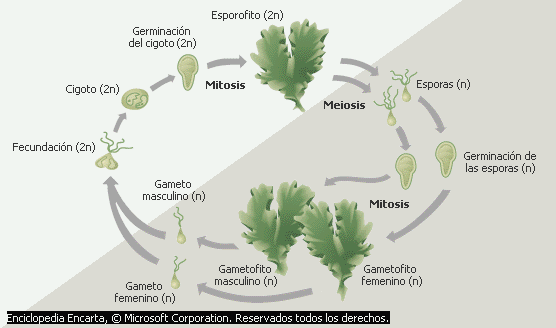 Esporofito (2n)
Germinación
del cigoto (2n)
Mitosis
Cigoto (2n)
Fecundación (2n)
Meiosis
Esporas (n)
Germinación de
las esporas (n)
Mitosis
Gameto
masculino (n)
Gameto
femenino (n)
Gametofito
masculino (n)
Gametofito
femenino (n)
Enciclopedia Encarta, © Microsoft Corporation. Reservados todos los derechos.